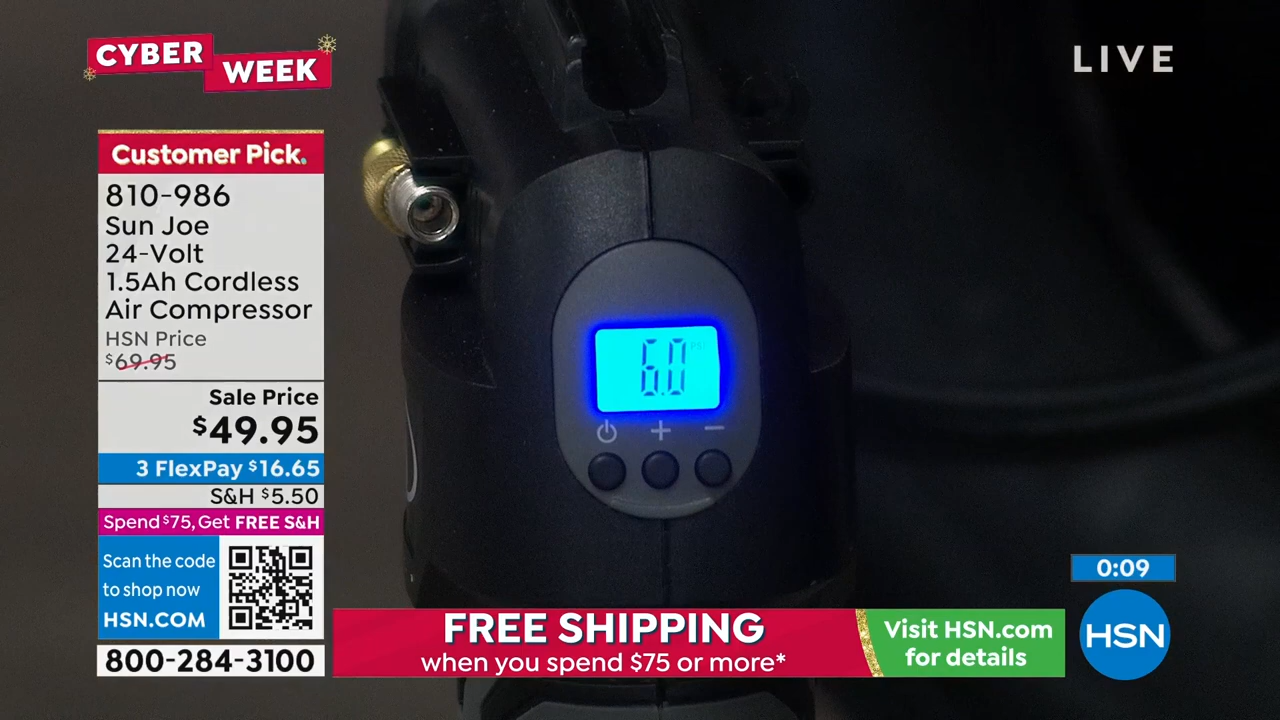 CYBER
WEEK
LIVE
Customer Pick.
810-986
Sun Joe
24-Volt
1.5Ah Cordless
Air Compressor
HSN Price
$69.95
Sale Price
$49.95
3 FlexPay $16.65
S&H $5.50
Spend $75, Get FREE S&H
Scan the code
to shop now
HSN.COM
800-284-3100
6.0 PSI
FREE SHIPPING
when you spend $75 or more*
Visit HSN.com
for details
0:09
HSN